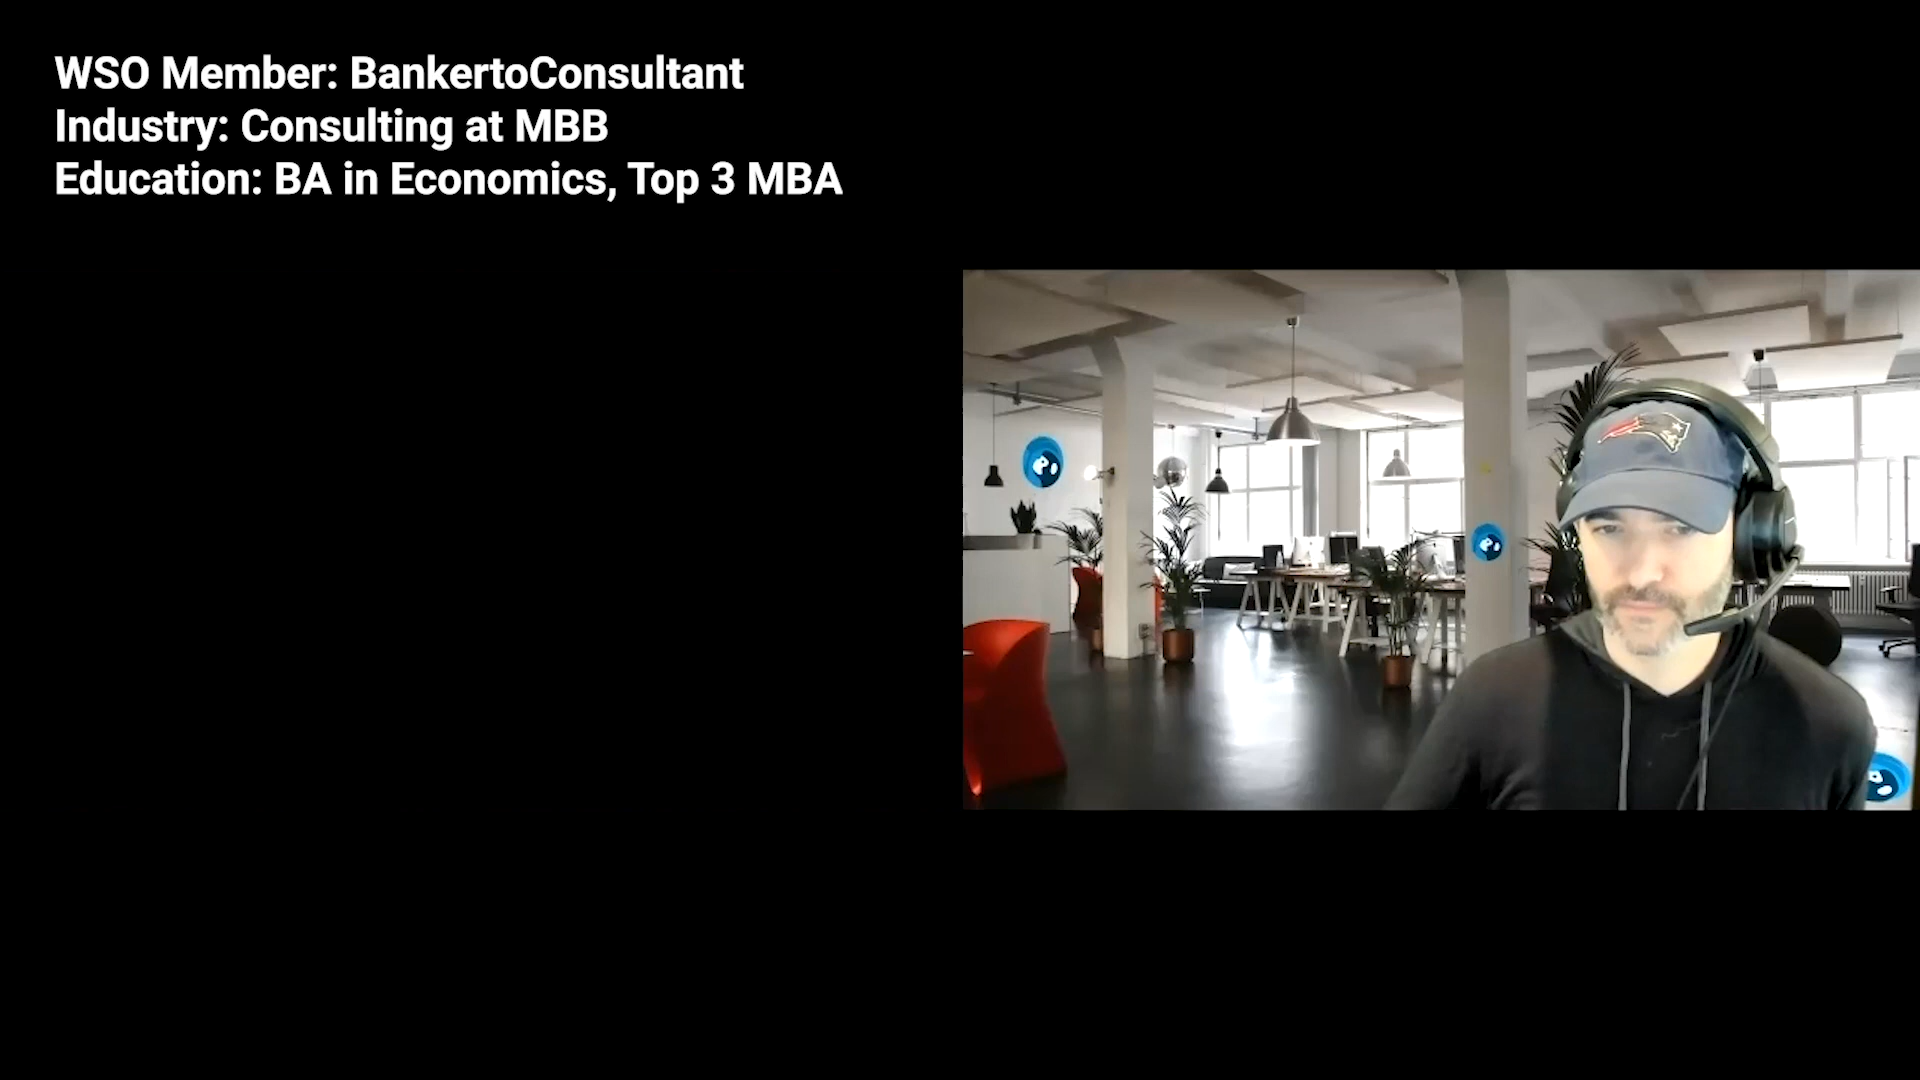 WSO Member: BankertoConsultant
Industry: Consulting at MBB
Education: BA in Economics, Top 3 MBA